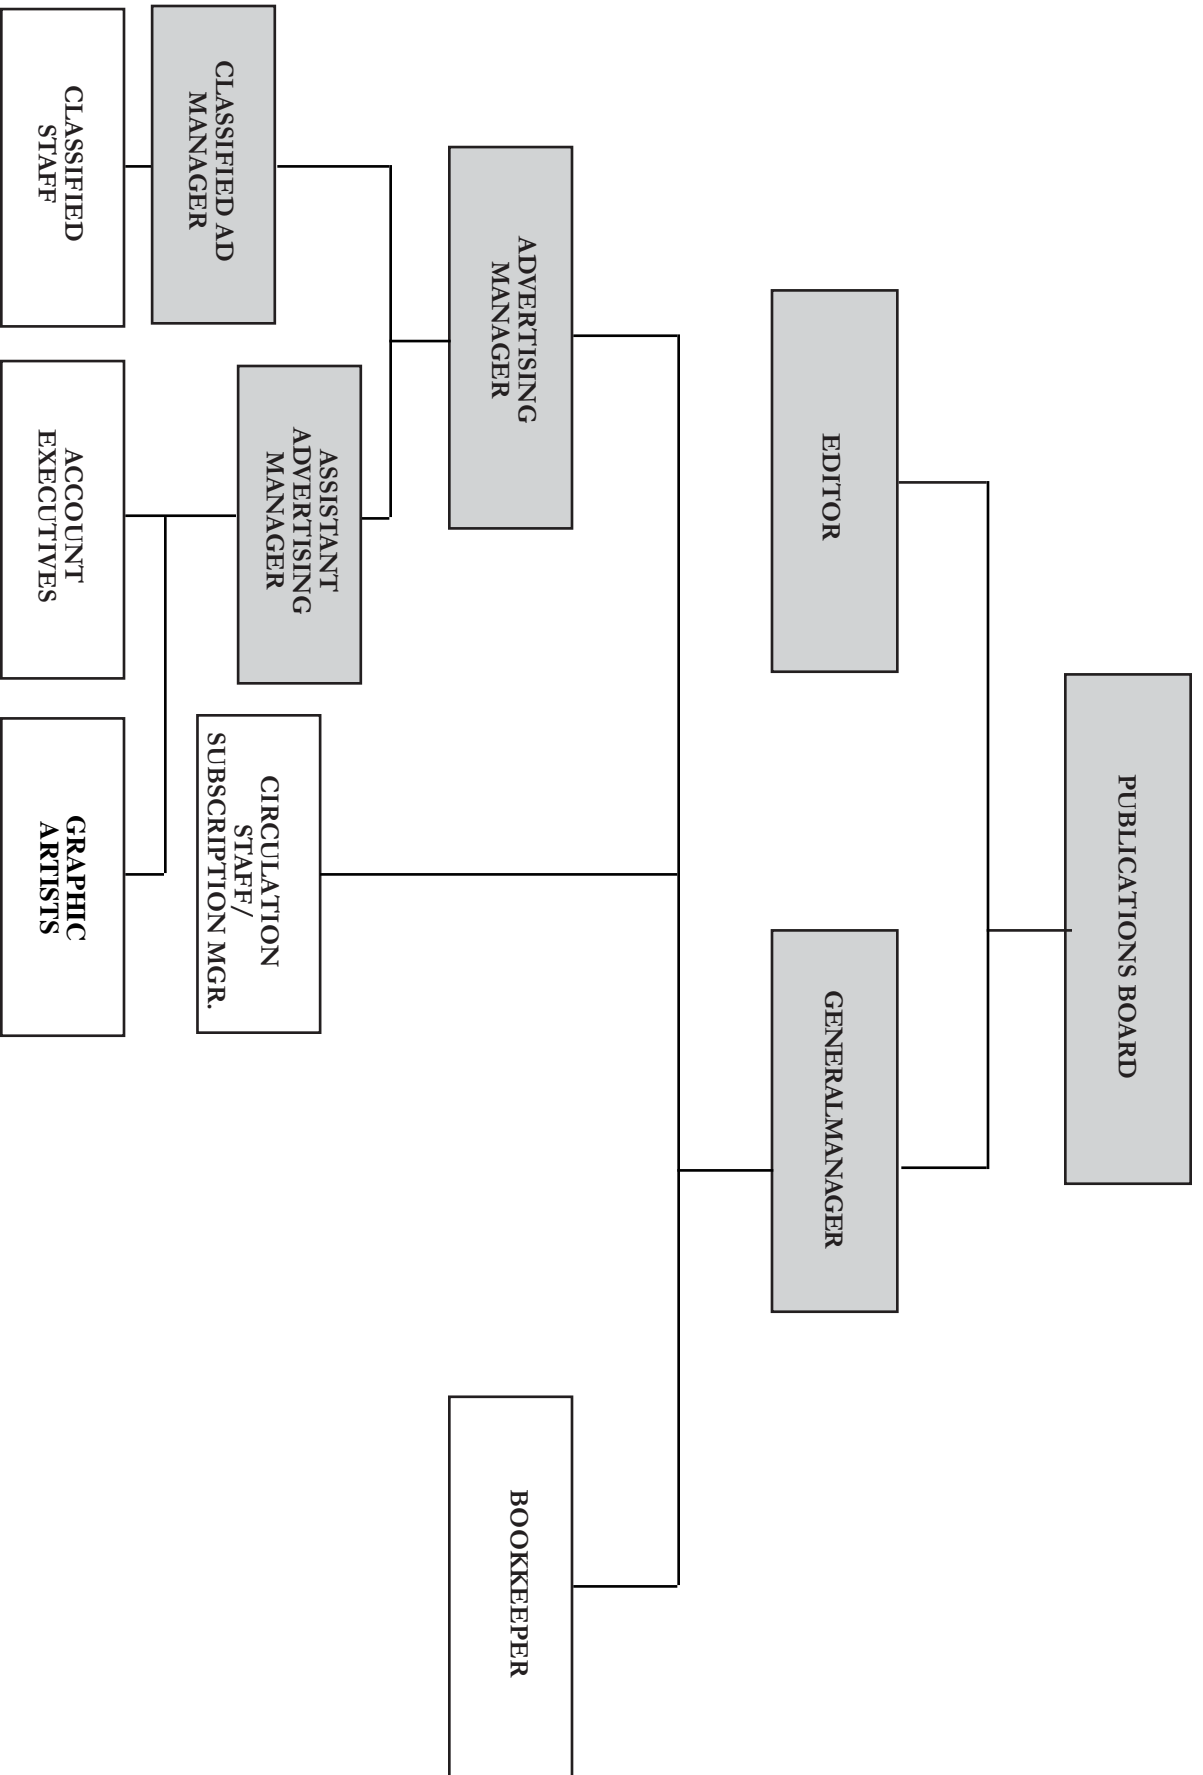 PUBLICATIONS BOARD
EDITOR
GENERALMANAGER
ADVERTISING
MANAGER
BOOKKEEPER
CLASSIFIED AD
MANAGER
ASSISTANT
ADVERTISING
MANAGER
CIRCULATION
STAFF/
SUBSCRIPTION MGR.
CLASSIFIED
STAFF
ACCOUNT
EXECUTIVES
GRAPHIC
ARTISTS